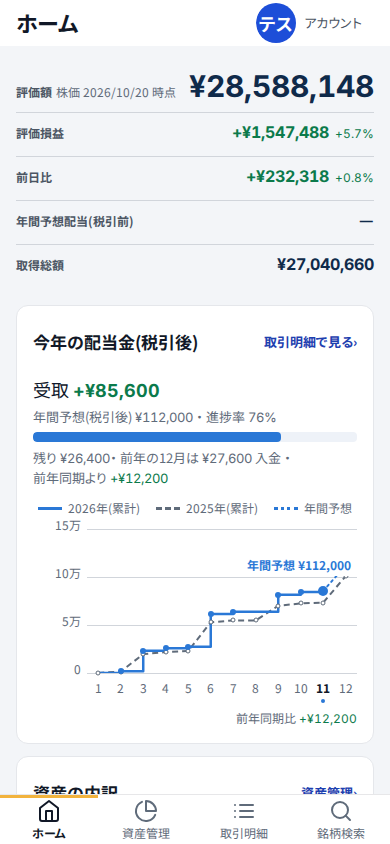 ホーム
テス アカウント
評価額 株価 2026/10/20 時点 ¥28,588,148
評価損益 +¥1,547,488 +5.7%
前日比 +¥232,318 +0.8%
年間予想配当(税引前) —
取得総額 ¥27,040,660
今年の配当金(税引後) 取引明細で見る›
受取 +¥85,600
年間予想(税引後) ¥112,000・進捗率 76%
残り ¥26,400・前年の12月は ¥27,600 入金・
前年同期より +¥12,200
2026年(累計) 2025年(累計) 年間予想
15万
年間予想 ¥112,000
10万
5万
0
1 2 3 4 5 6 7 8 9 10 11 12
前年同期比 +¥12,200
資産の内訳 資産管理›
ホーム 資産管理 取引明細 銘柄検索